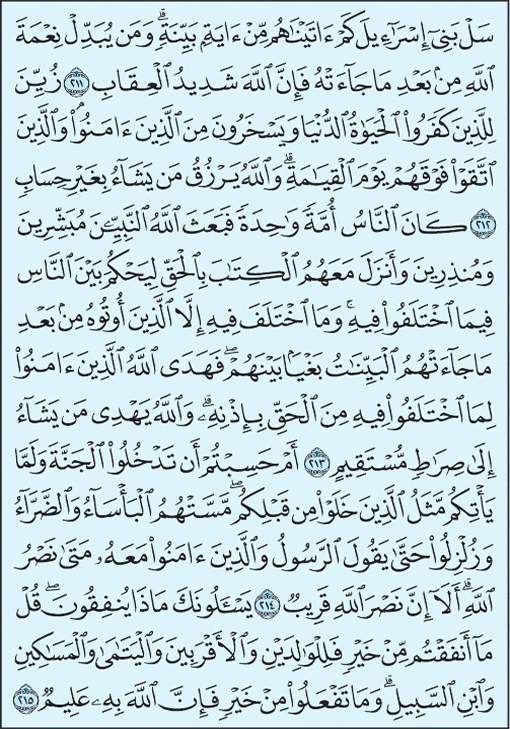 سَلۡ بَنِيٓ إِسۡرَٰٓءِيلَ كَمۡ ءَاتَيۡنَٰهُم مِّنۡ ءَايَةِۭ بَيِّنَةٖۗ وَمَن يُبَدِّلۡ نِعۡمَةَ
ٱللَّهِ مِنۢ بَعۡدِ مَا جَآءَتۡهُ فَإِنَّ ٱللَّهَ شَدِيدُ ٱلۡعِقَابِ ٢١١ زُيِّنَ
لِلَّذِينَ كَفَرُواْ ٱلۡحَيَوٰةُ ٱلدُّنۡيَا وَيَسۡخَرُونَ مِنَ ٱلَّذِينَ ءَامَنُواْۘ وَٱلَّذِينَ
ٱتَّقَوۡاْ فَوۡقَهُمۡ يَوۡمَ ٱلۡقِيَٰمَةِۗ وَٱللَّهُ يَرۡزُقُ مَن يَشَآءُ بِغَيۡرِ حِسَابٖ
٢١٢ كَانَ ٱلنَّاسُ أُمَّةٗ وَٰحِدَةٗ فَبَعَثَ ٱللَّهُ ٱلنَّبِيِّـۧنَ مُبَشِّرِينَ
وَمُنذِرِينَ وَأَنزَلَ مَعَهُمُ ٱلۡكِتَٰبَ بِٱلۡحَقِّ لِيَحۡكُمَ بَيۡنَ ٱلنَّاسِ
فِيمَا ٱخۡتَلَفُواْ فِيهِۚ وَمَا ٱخۡتَلَفَ فِيهِ إِلَّا ٱلَّذِينَ أُوتُوهُ مِنۢ بَعۡدِ
مَا جَآءَتۡهُمُ ٱلۡبَيِّنَٰتُ بَغۡيَۢا بَيۡنَهُمۡۖ فَهَدَى ٱللَّهُ ٱلَّذِينَ ءَامَنُواْ
لِمَا ٱخۡتَلَفُواْ فِيهِ مِنَ ٱلۡحَقِّ بِإِذۡنِهِۦۗ وَٱللَّهُ يَهۡدِي مَن يَشَآءُ
إِلَىٰ صِرَٰطٖ مُّسۡتَقِيمٍ ٢١٣ أَمۡ حَسِبۡتُمۡ أَن تَدۡخُلُواْ ٱلۡجَنَّةَ وَلَمَّا
يَأۡتِكُم مَّثَلُ ٱلَّذِينَ خَلَوۡاْ مِن قَبۡلِكُمۖ مَّسَّتۡهُمُ ٱلۡبَأۡسَآءُ وَٱلضَّرَّآءُ
وَزُلۡزِلُواْ حَتَّىٰ يَقُولَ ٱلرَّسُولُ وَٱلَّذِينَ ءَامَنُواْ مَعَهُۥ مَتَىٰ نَصۡرُ
ٱللَّهِۗ أَلَآ إِنَّ نَصۡرَ ٱللَّهِ قَرِيبٞ ٢١٤ يَسۡـَٔلُونَكَ مَاذَا يُنفِقُونَۖ قُلۡ
مَآ أَنفَقۡتُم مِّنۡ خَيۡرٖ فَلِلۡوَٰلِدَيۡنِ وَٱلۡأَقۡرَبِينَ وَٱلۡيَتَٰمَىٰ وَٱلۡمَسَٰكِينِ
وَٱبۡنِ ٱلسَّبِيلِۗ وَمَا تَفۡعَلُواْ مِنۡ خَيۡرٖ فَإِنَّ ٱللَّهَ بِهِۦ عَلِيمٞ ٢١٥